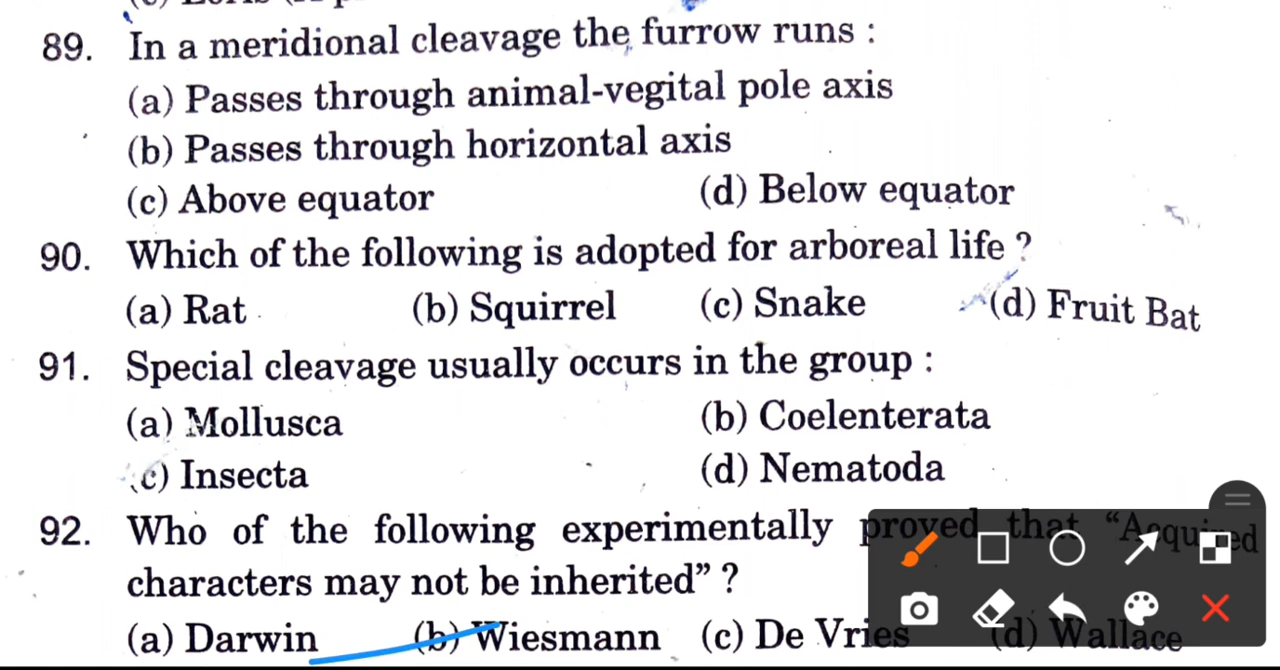 89. In a meridional cleavage the furrow runs :
(a) Passes through animal-vegital pole axis
(b) Passes through horizontal axis
(c) Above equator (d) Below equator
90. Which of the following is adopted for arboreal life ?
(a) Rat (b) Squirrel (c) Snake (d) Fruit Bat
91. Special cleavage usually occurs in the group :
(a) Mollusca (b) Coelenterata
(c) Insecta (d) Nematoda
92. Who of the following experimentally proved that “Acquired
characters may not be inherited” ?
(a) Darwin (b) Wiesmann (c) De Vries (d) Wallace